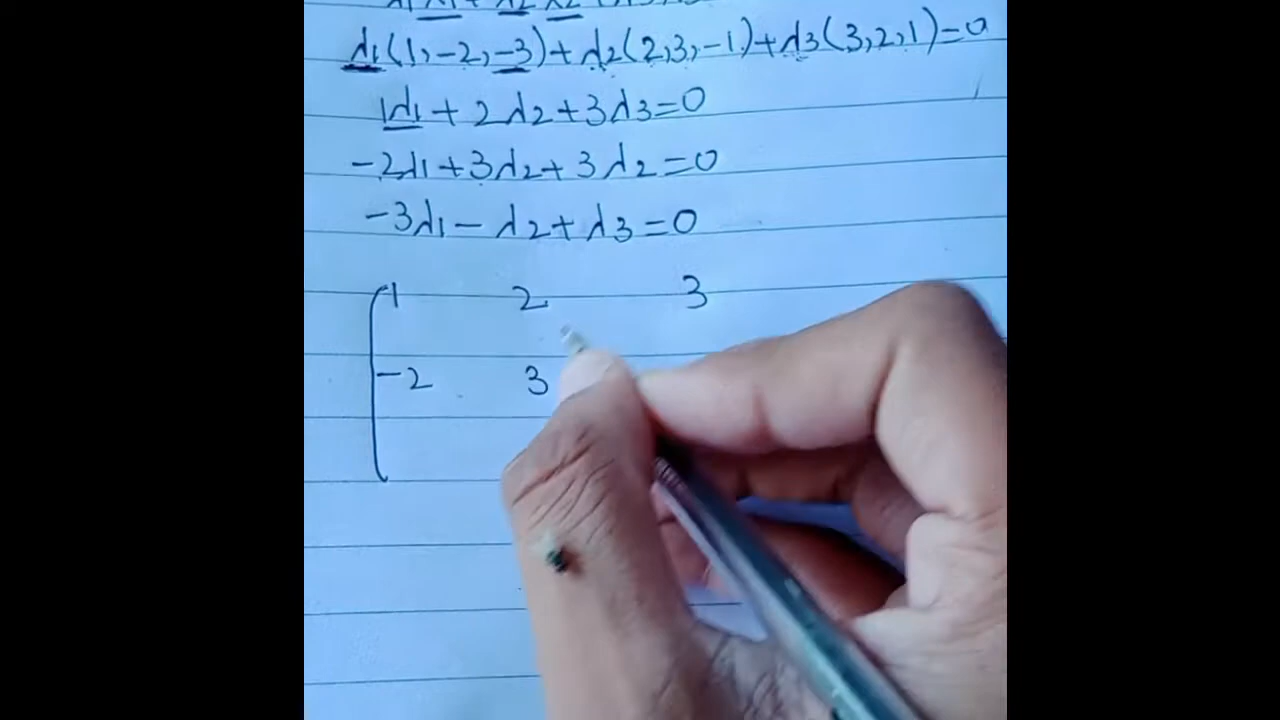 λ1(1,-2,-3)+λ2(2,3,-1)+λ3(3,2,1)=0
1λ1+2λ2+3λ3=0
-2λ1+3λ2+3λ2=0
-3λ1-λ2+λ3=0
1 2 3
-2 3